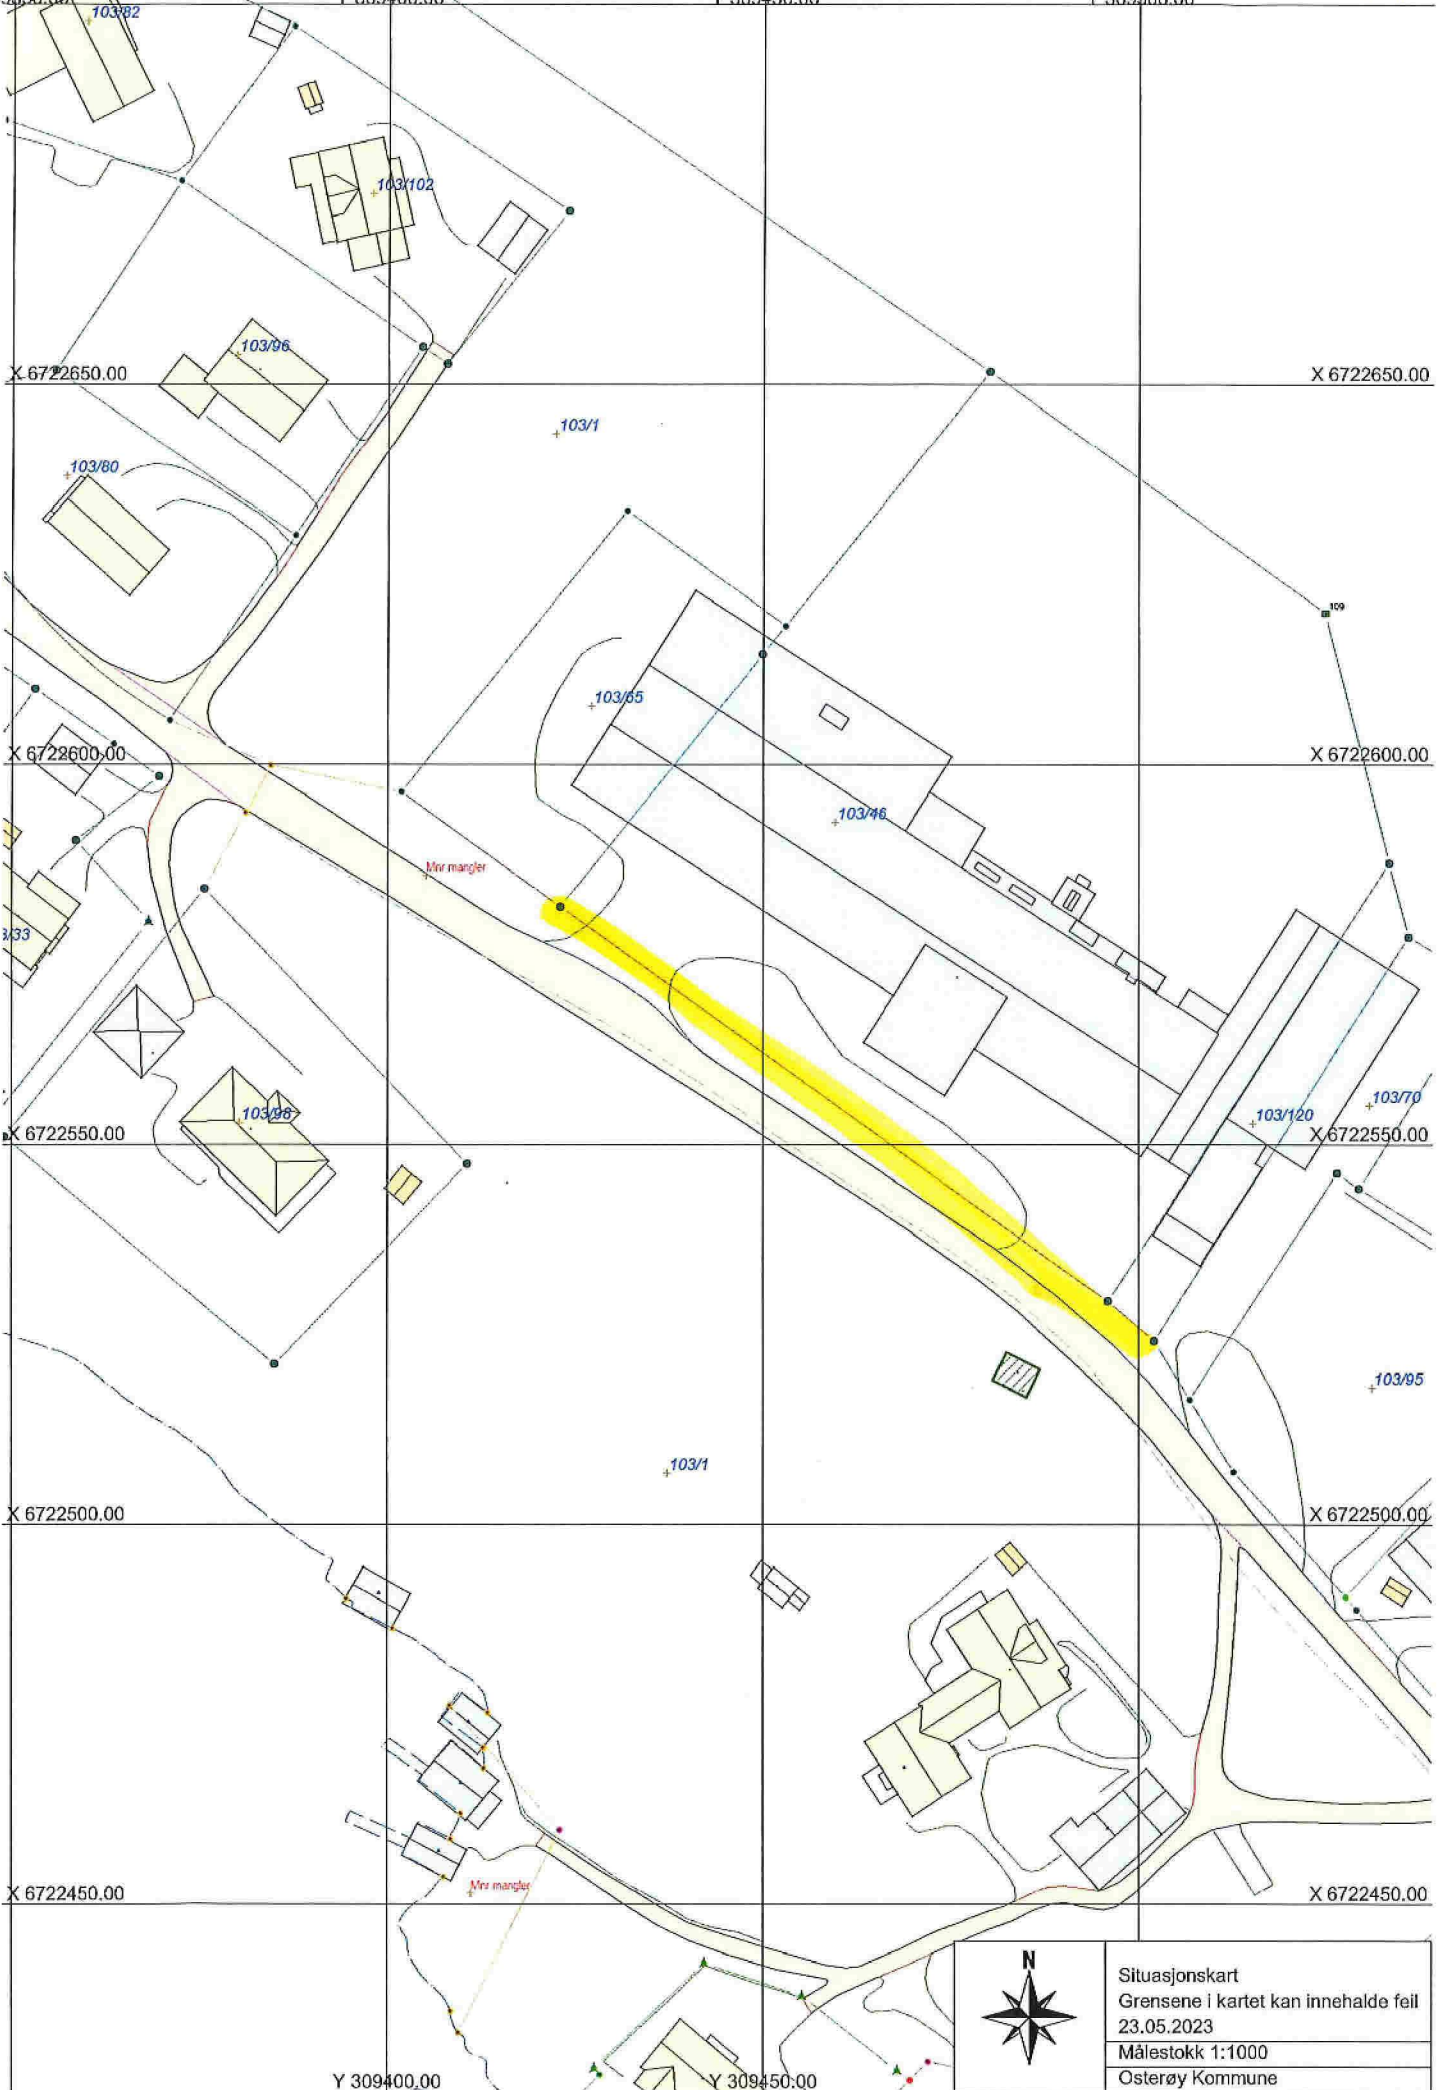 103/82
103/102
103/96
X 6722650.00
X 6722650.00
103/1
103/80
109
103/65
X 6722600.00
X 6722600.00
103/46
Mnr mangler
103/98
103/120
103/70
X 6722550.00
X 6722550.00
103/95
103/1
X 6722500.00
X 6722500.00
Mnr mangler
X 6722450.00
X 6722450.00
N
Situasjonskart
Grensene i kartet kan innehalde feil
23.05.2023
Målestokk 1:1000
Osterøy Kommune
Y 309400.00
Y 309450.00